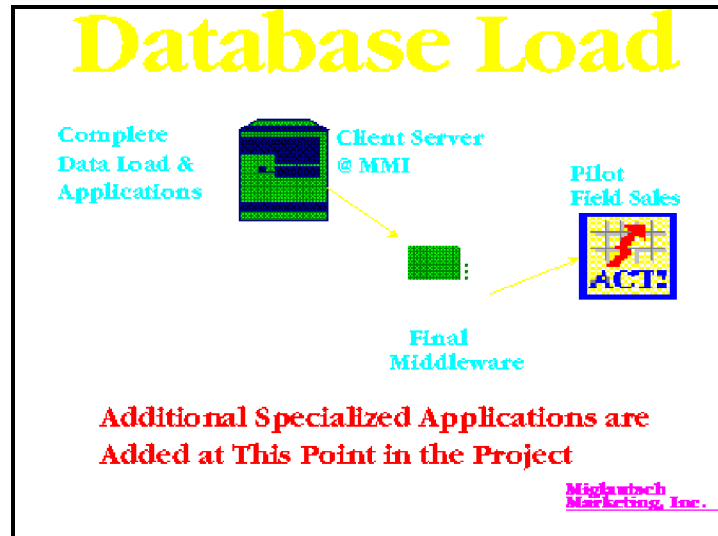 Database Load
Complete
Data Load &
Applications
Client Server
@ MMI
Pilot
Field Sales
ACT!
Final
Middleware
Additional Specialized Applications are
Added at This Point in the Project
Miglautsch
Marketing, Inc.